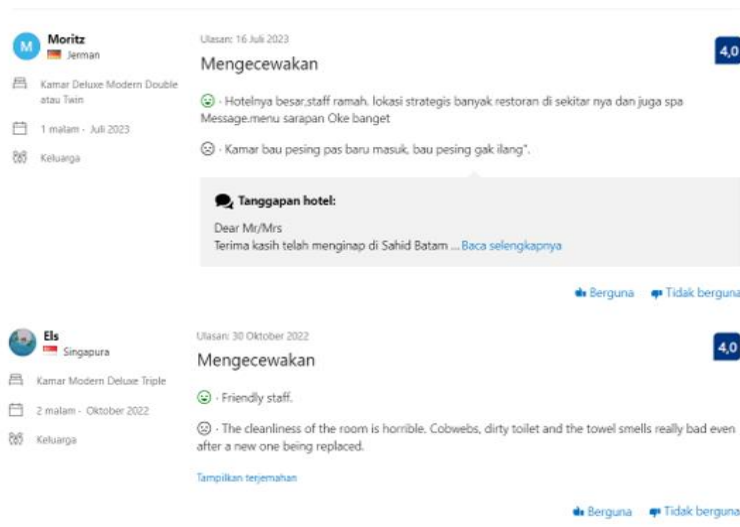 M
Moritz
Jerman
Kamar Deluxe Modern Double
atau Twin
1 malam · Juli 2023
Keluarga
Ulasan: 16 Juli 2023
4,0
Mengecewakan
· Hotelnya besar,staff ramah. lokasi strategis banyak restoran di sekitar nya dan juga spa
Message.menu sarapan Oke banget
· Kamar bau pesing pas baru masuk, bau pesing gak ilang".
Tanggapan hotel:
Dear Mr/Mrs
Terima kasih telah menginap di Sahid Batam ... Baca selengkapnya
Berguna Tidak berguna
Els
Singapura
Kamar Modern Deluxe Triple
2 malam · Oktober 2022
Keluarga
Ulasan: 30 Oktober 2022
4,0
Mengecewakan
· Friendly staff.
· The cleanliness of the room is horrible. Cobwebs, dirty toilet and the towel smells really bad even
after a new one being replaced.
Tampilkan terjemahan
Berguna Tidak berguna